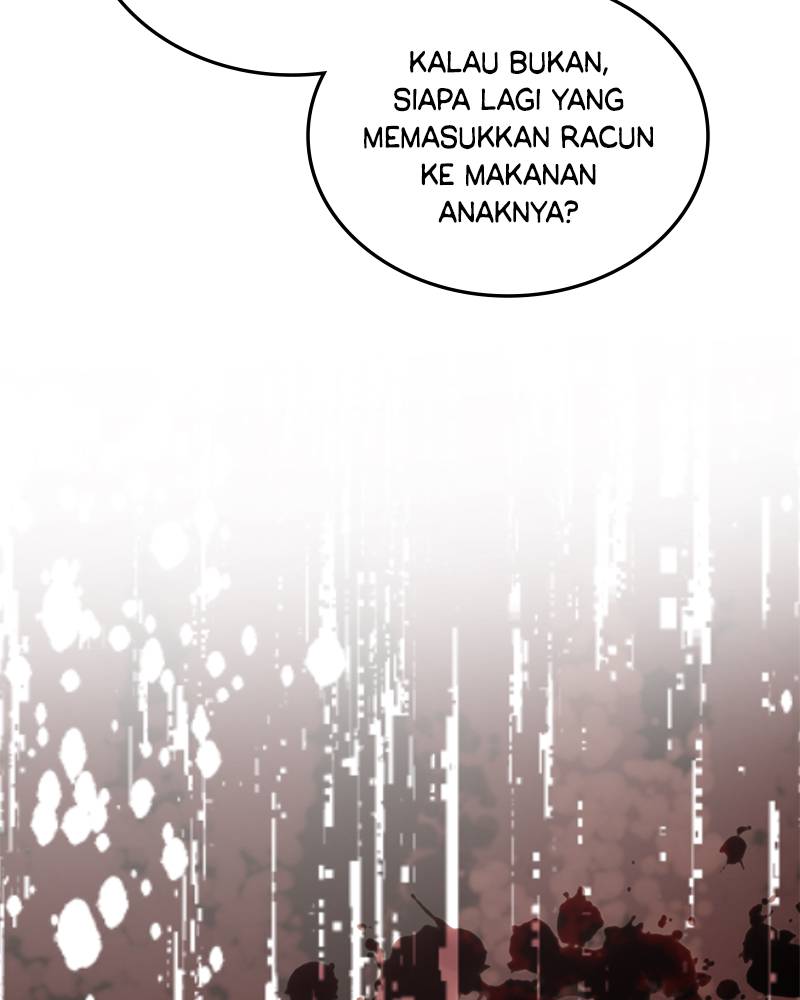 KALAU BUKAN,
SIAPA LAGI YANG
MEMASUKKAN RACUN
KE MAKANAN
ANAKNYA?